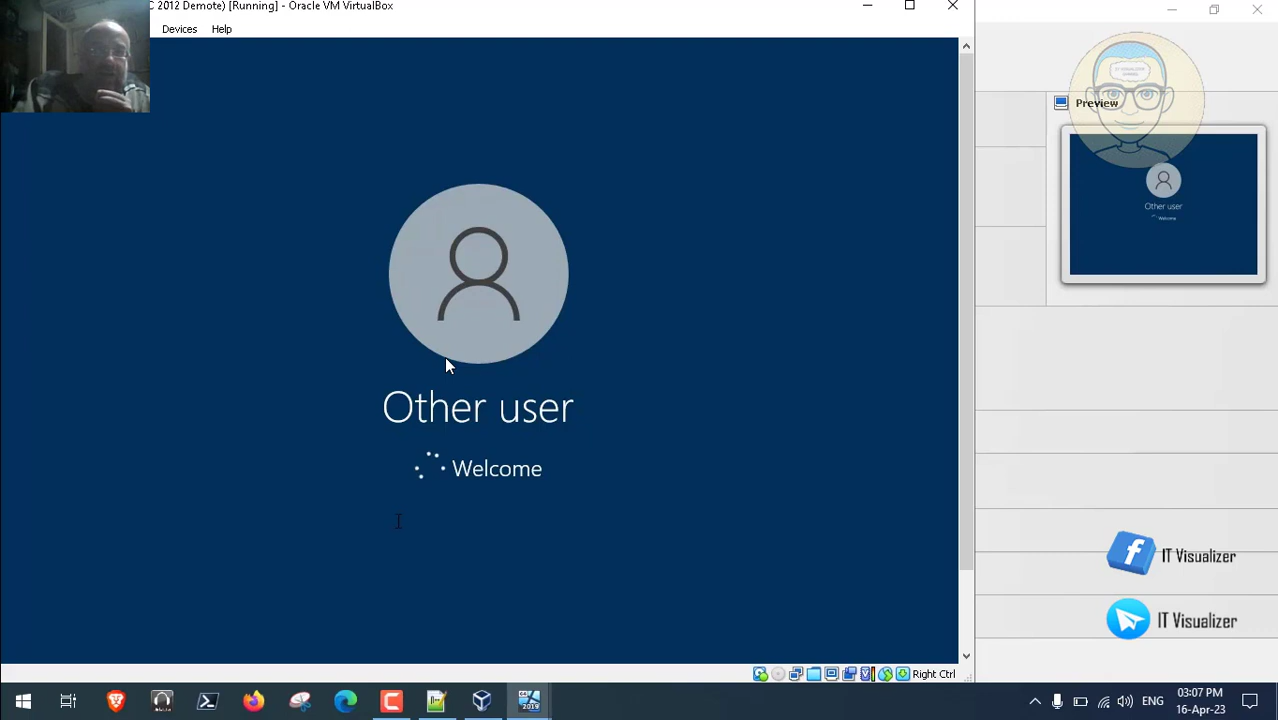 C 2012 Demote) [Running] - Oracle VM VirtualBox
Devices Help
Preview
Other user
Welcome
Other user
Welcome
IT Visualizer
IT Visualizer
Right Ctrl
2019
ENG
03:07 PM
16-Apr-23